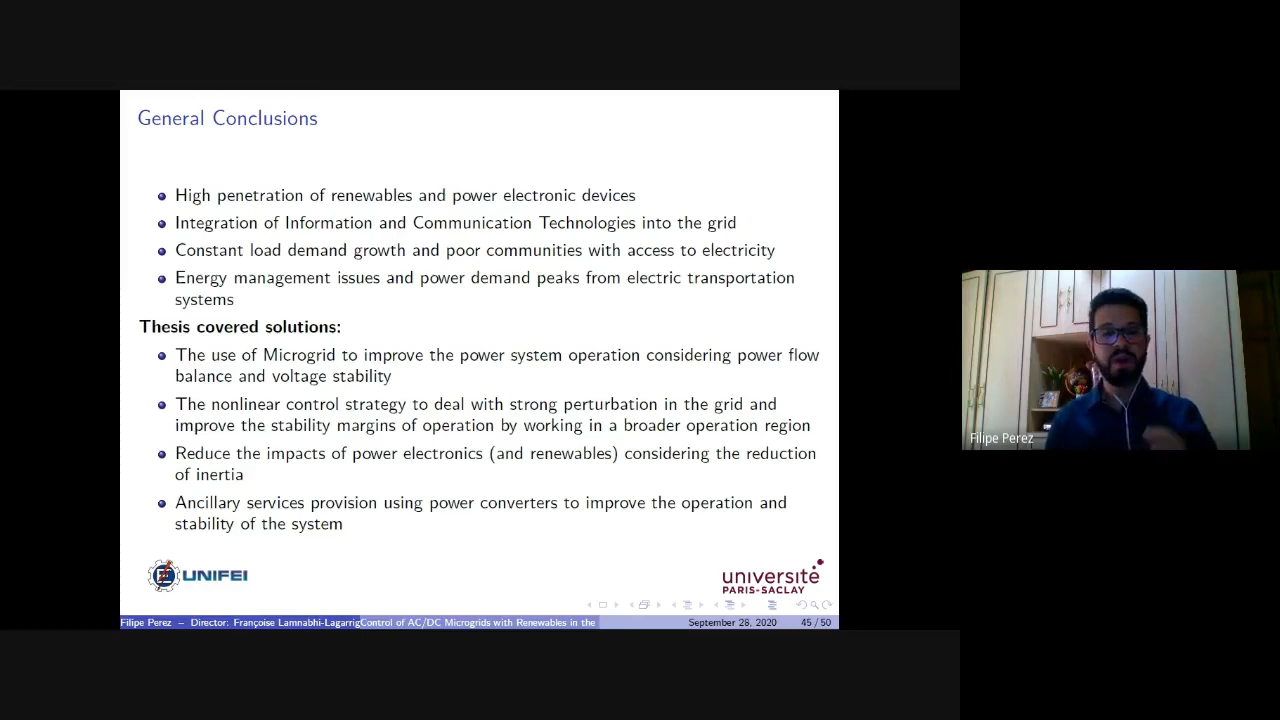 General Conclusions
High penetration of renewables and power electronic devices
Integration of Information and Communication Technologies into the grid
Constant load demand growth and poor communities with access to electricity
Energy management issues and power demand peaks from electric transportation
systems
Thesis covered solutions:
The use of Microgrid to improve the power system operation considering power flow
balance and voltage stability
The nonlinear control strategy to deal with strong perturbation in the grid and
improve the stability margins of operation by working in a broader operation region
Reduce the impacts of power electronics (and renewables) considering the reduction
of inertia
Ancillary services provision using power converters to improve the operation and
stability of the system
UNIFEI
université
PARIS-SACLAY
Filipe Perez – Director: Françoise Lamnabhi-Lagarrig
Control of AC/DC Microgrids with Renewables in the
September 28, 2020
45 / 50
Filipe Perez